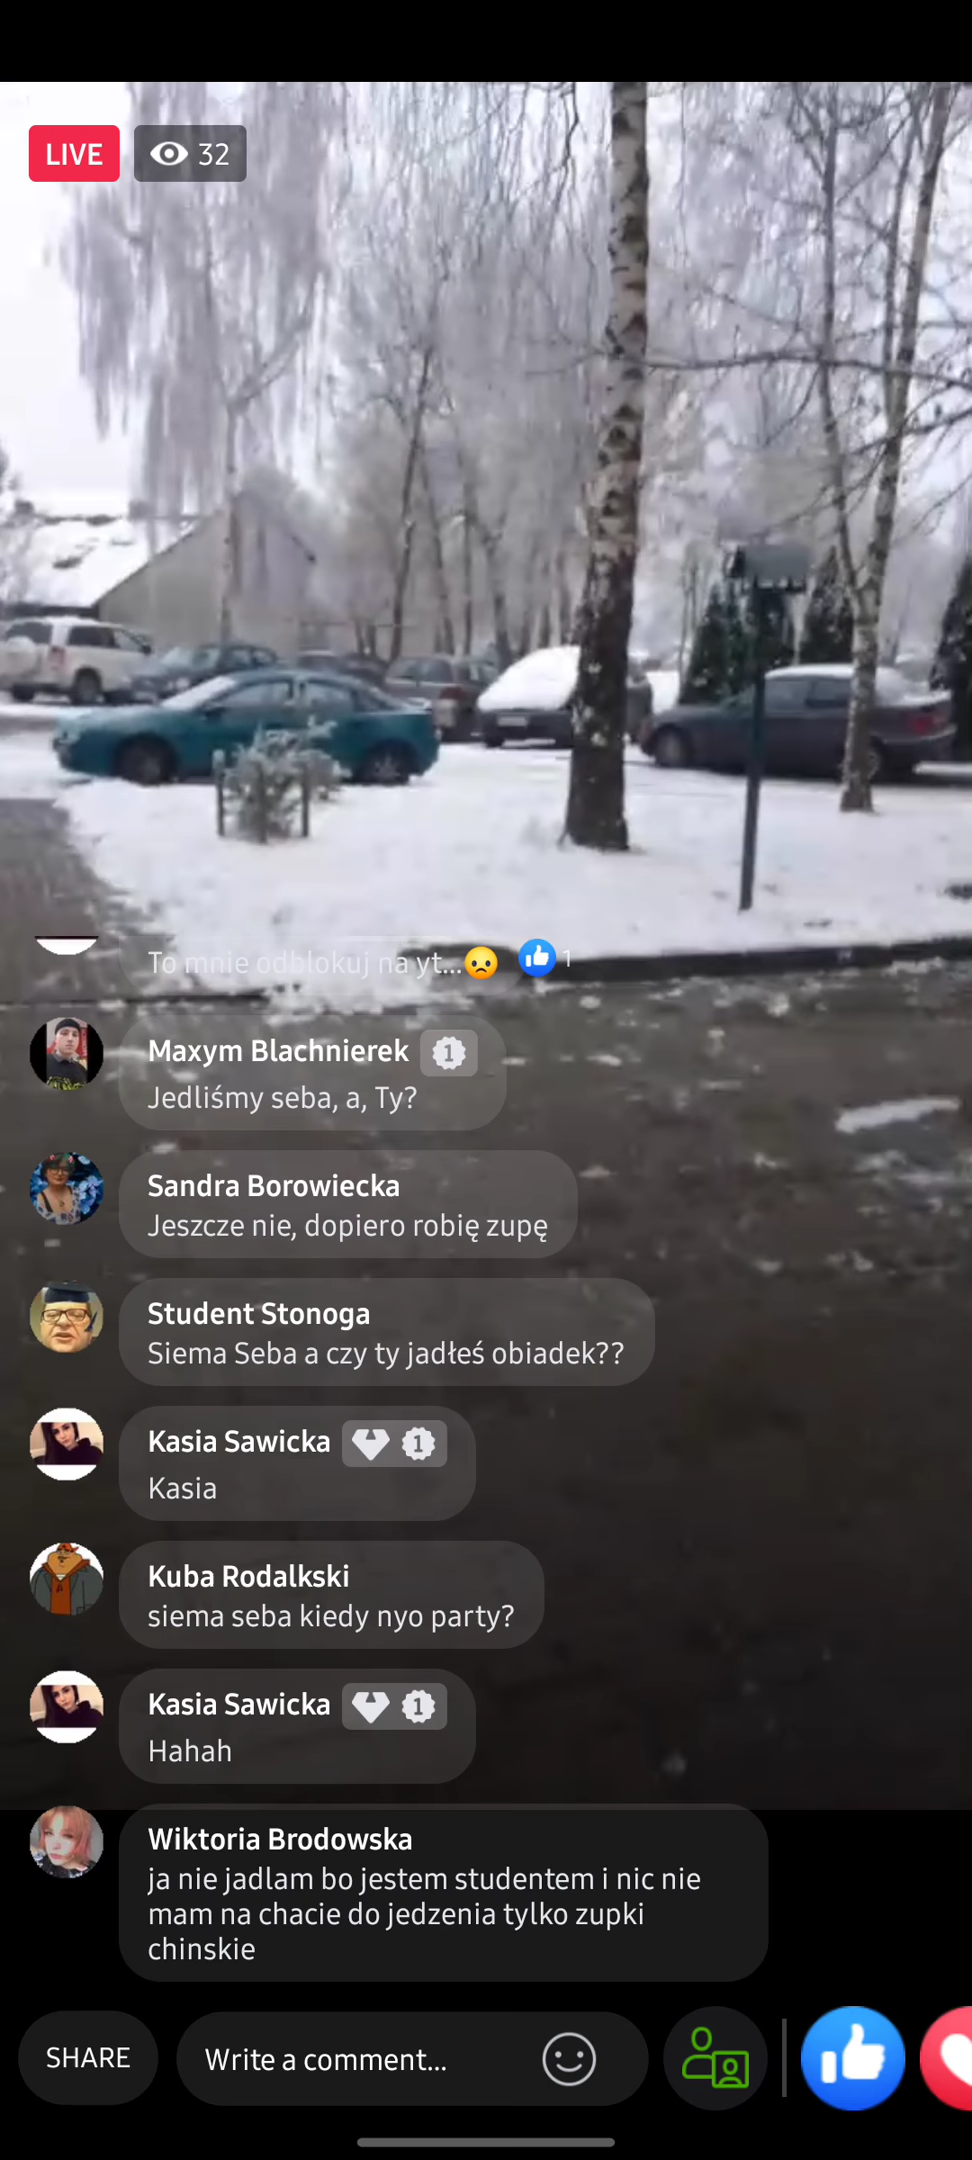 LIVE 32
To mnie odblokuj na yt...😞 1
Maxym Blachnierek 1
Jedliśmy seba, a, Ty?
Sandra Borowiecka
Jeszcze nie, dopiero robię zupę
Student Stonoga
Siema Seba a czy ty jadłeś obiadek??
Kasia Sawicka 1
Kasia
Kuba Rodalkski
siema seba kiedy nyo party?
Kasia Sawicka 1
Hahah
Wiktoria Brodowska
ja nie jadlam bo jestem studentem i nic nie
mam na chacie do jedzenia tylko zupki
chinskie
SHARE Write a comment...